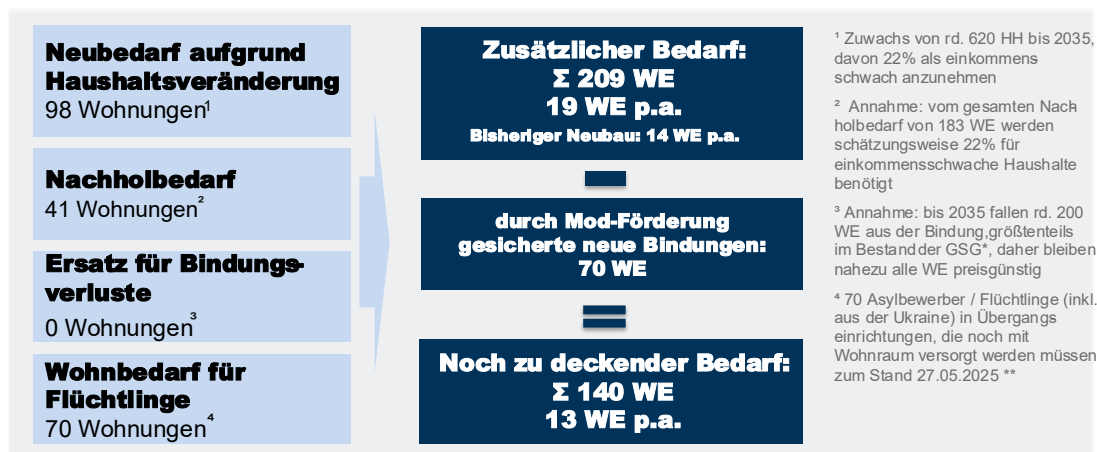 Neubedarf aufgrund
Haushaltsveränderung
98 Wohnungen¹
Nachholbedarf
41 Wohnungen²
Ersatz für Bindungs-
verluste
0 Wohnungen³
Wohnbedarf für
Flüchtlinge
70 Wohnungen⁴
Zusätzlicher Bedarf:
Σ 209 WE
19 WE p.a.
Bisheriger Neubau: 14 WE p.a.
durch Mod-Förderung
gesicherte neue Bindungen:
70 WE
Noch zu deckender Bedarf:
Σ 140 WE
13 WE p.a.
¹ Zuwachs von rd. 620 HH bis 2035,
davon 22% als einkommens
schwach anzunehmen
² Annahme: vom gesamten Nach-
holbedarf von 183 WE werden
schätzungsweise 22% für
einkommensschwache Haushalte
benötigt
³ Annahme: bis 2035 fallen rd. 200
WE aus der Bindung,größtenteils
im Bestand der GSG*, daher bleiben
nahezu alle WE preisgünstig
⁴ 70 Asylbewerber / Flüchtlinge (inkl.
aus der Ukraine) in Übergangs
einrichtungen, die noch mit
Wohnraum versorgt werden müssen
zum Stand 27.05.2025 **